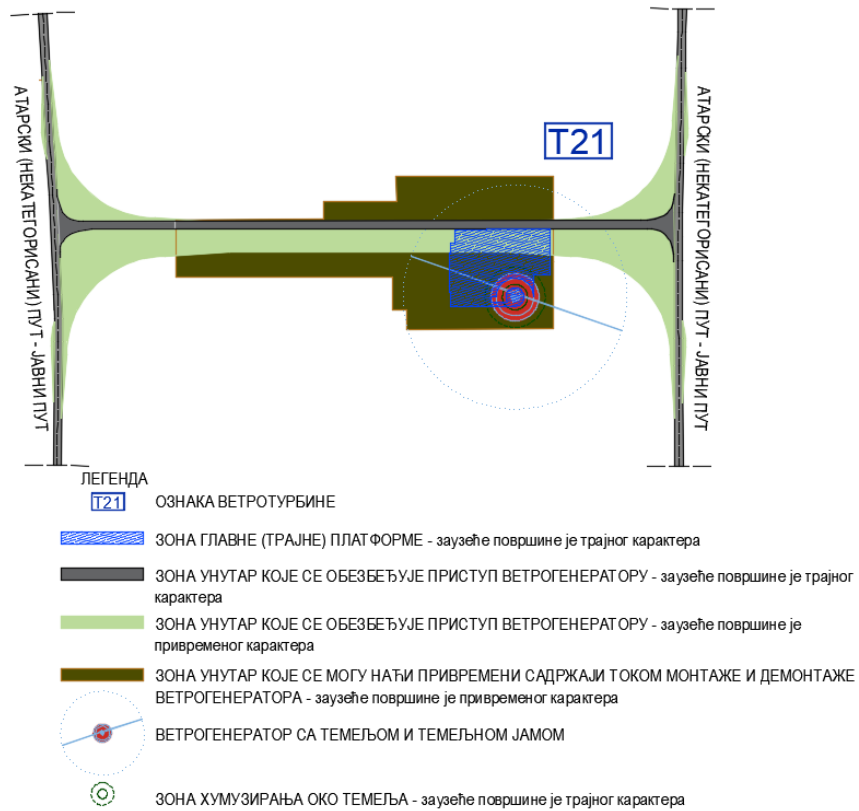 T21
АТАРСКИ (НЕКАТЕГОРИСАНИ) ПУТ - ЈАВНИ ПУТ
АТАРСКИ (НЕКАТЕГОРИСАНИ) ПУТ - ЈАВНИ ПУТ
ЛЕГЕНДА
T21 ОЗНАКА ВЕТРОТУРБИНЕ
ЗОНА ГЛАВНЕ (ТРАЈНЕ) ПЛАТФОРМЕ - заузеће површине је трајног карактера
ЗОНА УНУТАР КОЈЕ СЕ ОБЕЗБЕЂУЈЕ ПРИСТУП ВЕТРОГЕНЕРАТОРУ - заузеће површине је трајног
карактера
ЗОНА УНУТАР КОЈЕ СЕ ОБЕЗБЕЂУЈЕ ПРИСТУП ВЕТРОГЕНЕРАТОРУ - заузеће површине је
привременог карактера
ЗОНА УНУТАР КОЈЕ СЕ МОГУ НАЋИ ПРИВРЕМЕНИ САДРЖАЈИ ТОКОМ МОНТАЖЕ И ДЕМОНТАЖЕ
ВЕТРОГЕНЕРАТОРА - заузеће површине је привременог карактера
ВЕТРОГЕНЕРАТОР СА ТЕМЕЉОМ И ТЕМЕЉНОМ ЈАМОМ
ЗОНА ХУМУЗИРАЊА ОКО ТЕМЕЉА - заузеће површине је трајног карактера